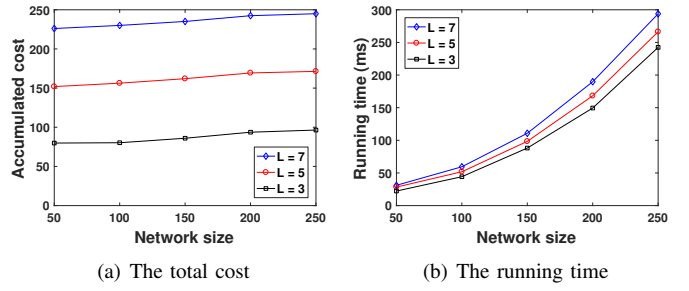 250
200
150
100
50
0
Accumulated cost
L = 7
L = 5
L = 3
50 100 150 200 250
Network size
(a) The total cost
300
250
200
150
100
50
0
Running time (ms)
L = 7
L = 5
L = 3
50 100 150 200 250
Network size
(b) The running time